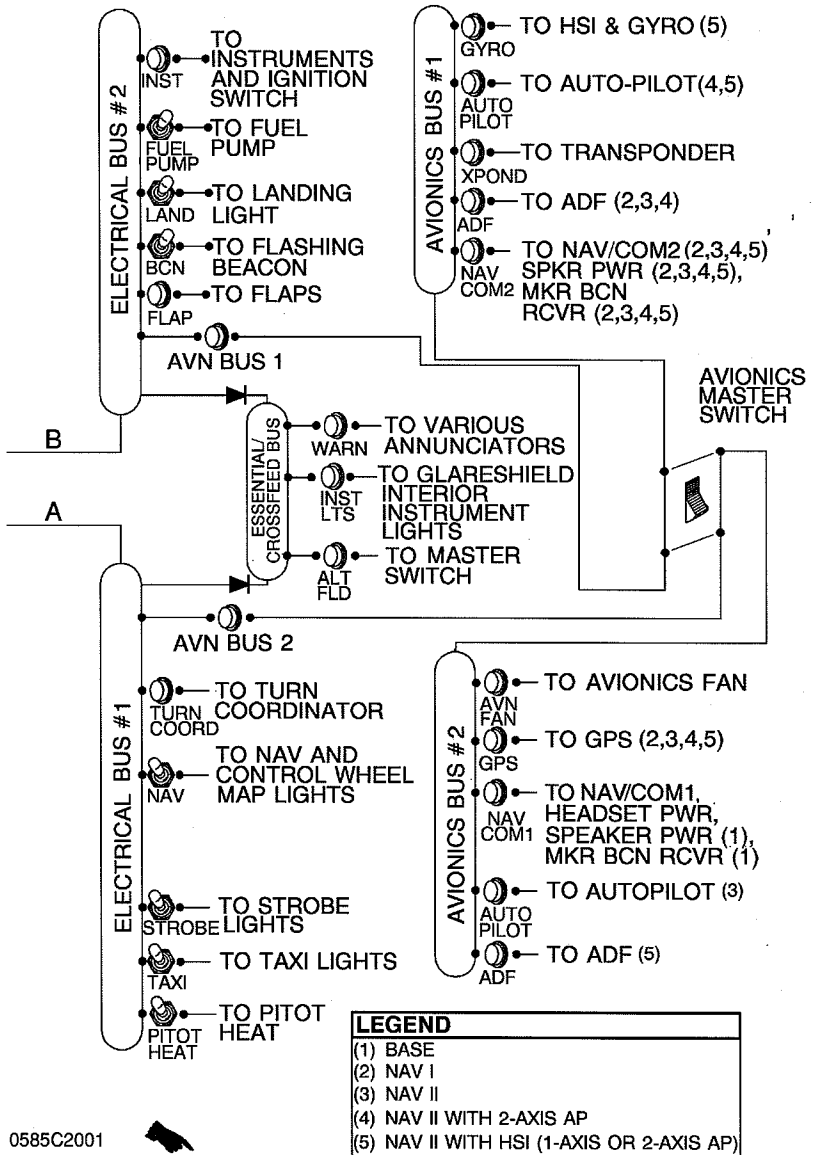 ELECTRICAL BUS #2
INST
TO
INSTRUMENTS
AND IGNITION
SWITCH
FUEL
PUMP
TO FUEL
PUMP
LAND
TO LANDING
LIGHT
BCN
TO FLASHING
BEACON
FLAP
TO FLAPS
AVN BUS 1
AVIONICS BUS #1
GYRO
TO HSI & GYRO (5)
AUTO
PILOT
TO AUTO-PILOT(4,5)
XPOND
TO TRANSPONDER
ADF
TO ADF (2,3,4)
NAV
COM2
TO NAV/COM2 (2,3,4,5)
SPKR PWR (2,3,4,5),
MKR BCN
RCVR (2,3,4,5)
AVIONICS
MASTER
SWITCH
B
A
ESSENTIAL/
CROSSFEED BUS
WARN
TO VARIOUS
ANNUNCIATORS
INST
LTS
TO GLARESHIELD
INTERIOR
INSTRUMENT
LIGHTS
ALT
FLD
TO MASTER
SWITCH
ELECTRICAL BUS #1
AVN BUS 2
TURN
COORD
TO TURN
COORDINATOR
NAV
TO NAV AND
CONTROL WHEEL
MAP LIGHTS
STROBE
TO STROBE
LIGHTS
TAXI
TO TAXI LIGHTS
PITOT
HEAT
TO PITOT
HEAT
AVIONICS BUS #2
AVN
FAN
TO AVIONICS FAN
GPS
TO GPS (2,3,4,5)
NAV
COM1
TO NAV/COM1,
HEADSET PWR,
SPEAKER PWR (1),
MKR BCN RCVR (1)
AUTO
PILOT
TO AUTOPILOT (3)
ADF
TO ADF (5)
LEGEND
(1) BASE
(2) NAV I
(3) NAV II
(4) NAV II WITH 2-AXIS AP
(5) NAV II WITH HSI (1-AXIS OR 2-AXIS AP)
0585C2001